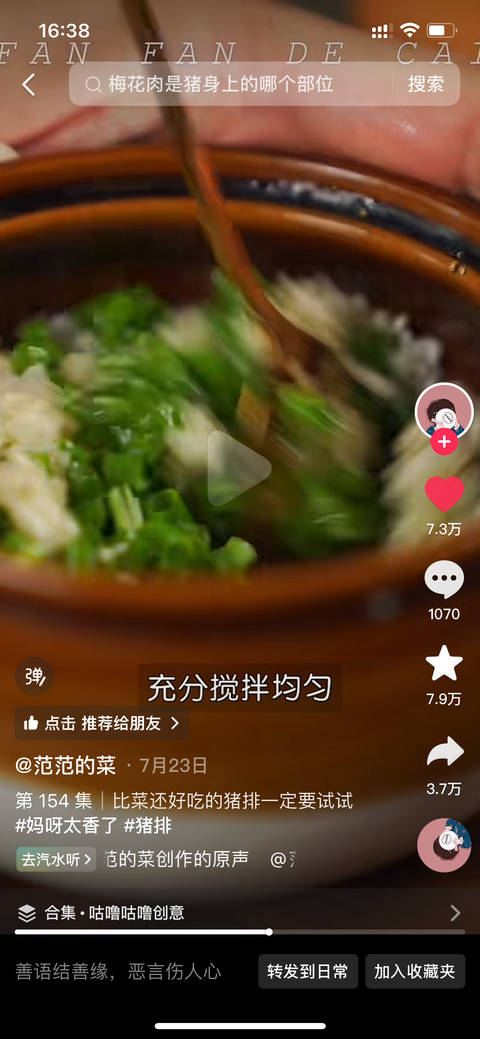 16:38
FAN FAN DE CAI
梅花肉是猪身上的哪个部位
搜索
7.3万
1070
7.9万
3.7万
弹
充分搅拌均匀
点击 推荐给朋友
@范范的菜 · 7月23日
第 154 集｜比菜还好吃的猪排一定要试试
#妈呀太香了 #猪排
去汽水听
的菜创作的原声 @
合集 · 咕噜咕噜创意
善语结善缘，恶言伤人心
转发到日常
加入收藏夹